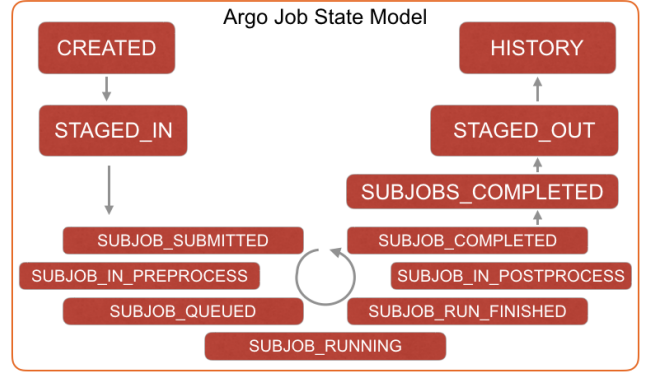 Argo Job State Model
CREATED
HISTORY
STAGED_IN
STAGED_OUT
SUBJOBS_COMPLETED
SUBJOB_SUBMITTED
SUBJOB_COMPLETED
SUBJOB_IN_PREPROCESS
SUBJOB_IN_POSTPROCESS
SUBJOB_QUEUED
SUBJOB_RUN_FINISHED
SUBJOB_RUNNING